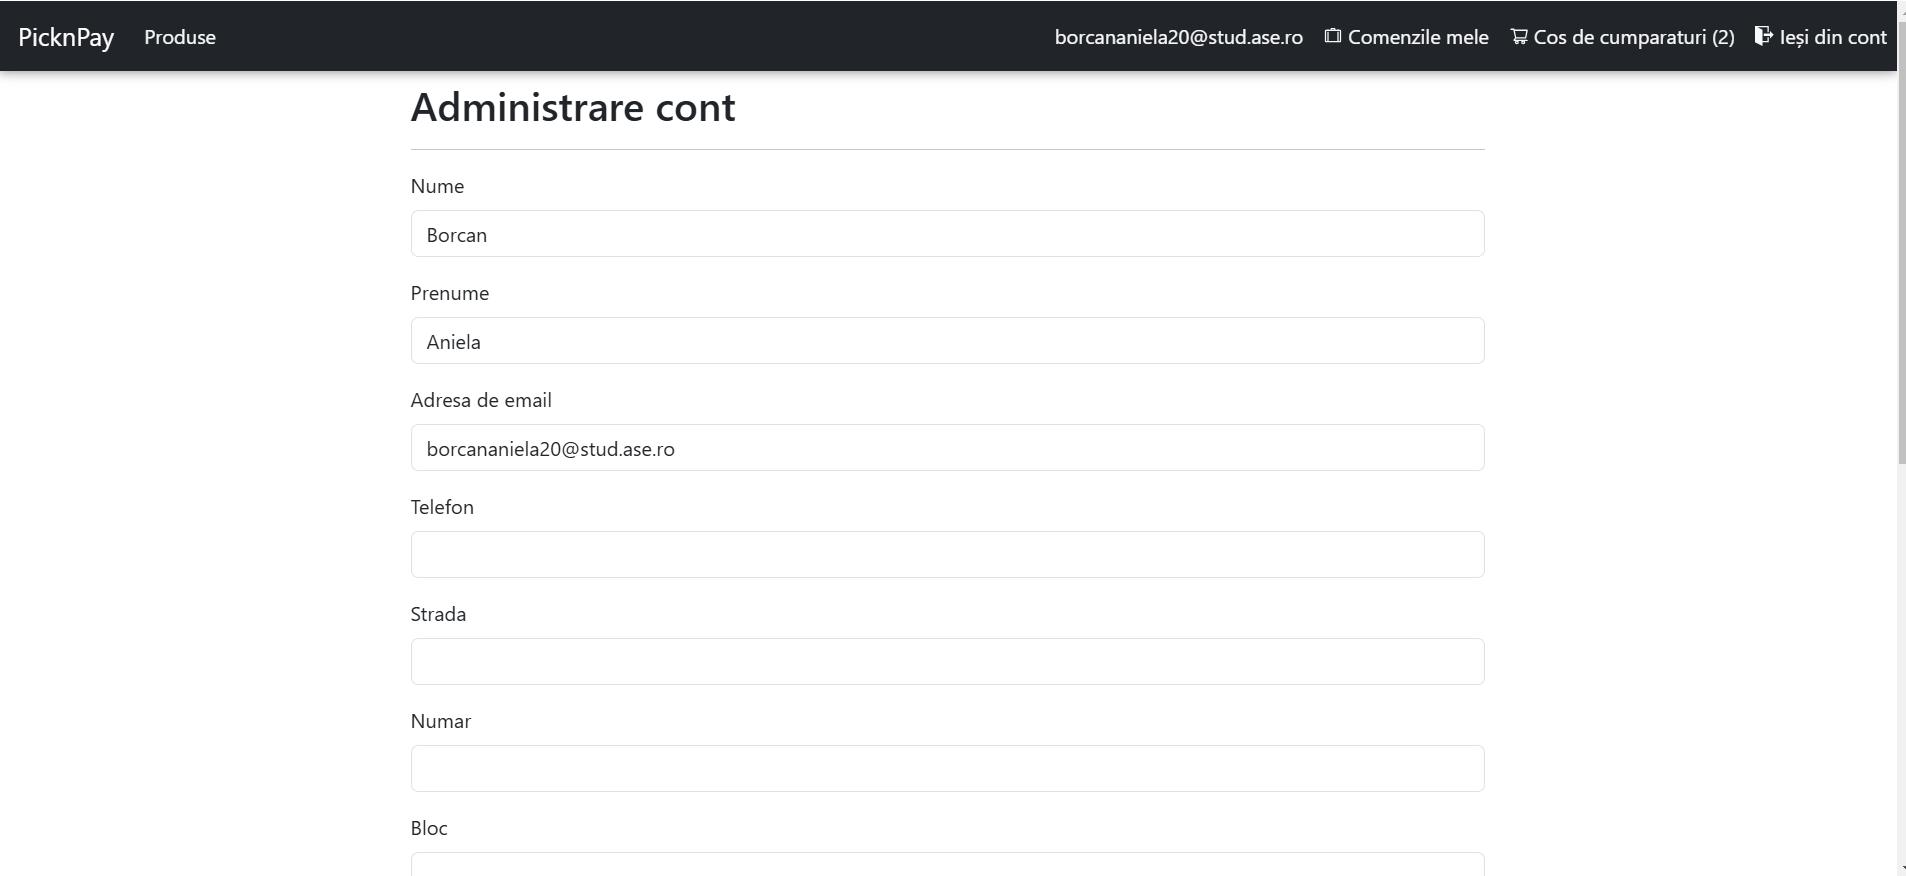 PicknPay Produse borcananiela20@stud.ase.ro Comenzile mele Cos de cumparaturi (2) Ieși din cont
Administrare cont
Nume
Borcan
Prenume
Aniela
Adresa de email
borcananiela20@stud.ase.ro
Telefon
Strada
Numar
Bloc